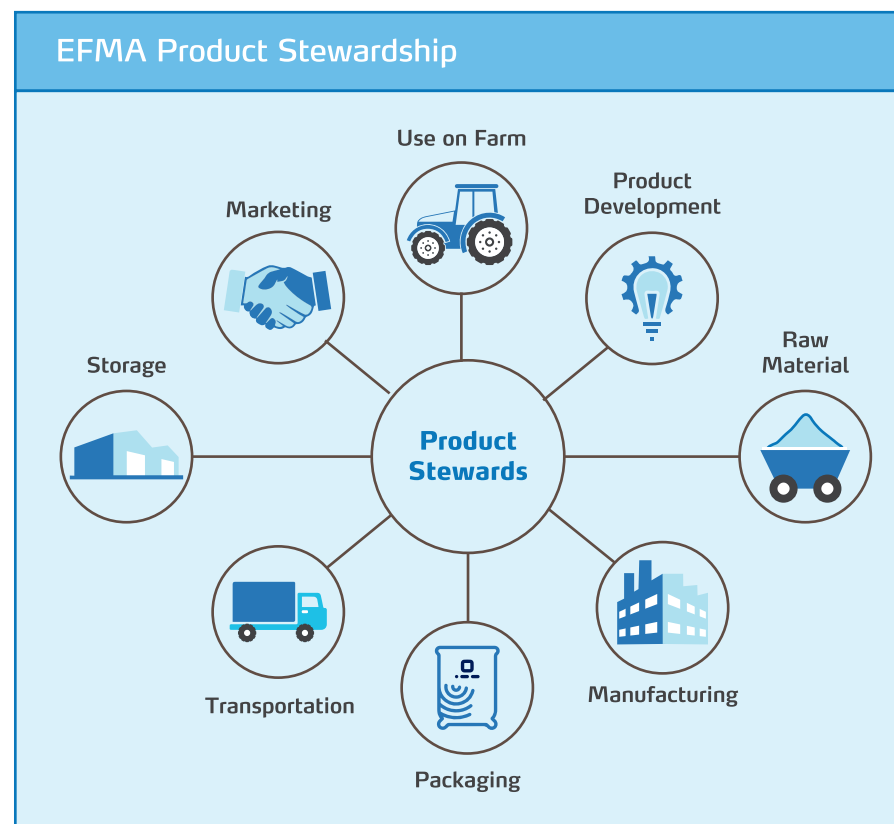 EFMA Product Stewardship
Use on Farm
Product
Development
Marketing
Raw
Material
Storage
Product
Stewards
Manufacturing
Transportation
Packaging